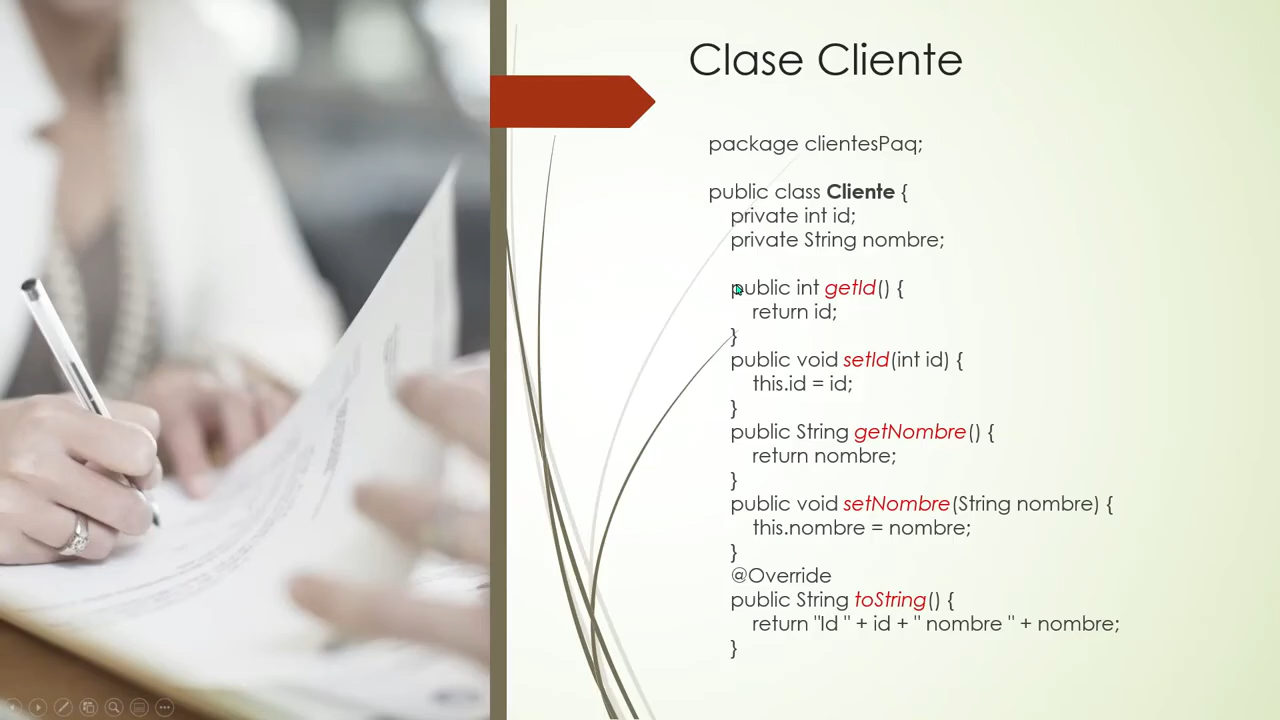 Clase Cliente
package clientesPaq;
public class Cliente {
private int id;
private String nombre;
public int getId() {
return id;
}
public void setId(int id) {
this.id = id;
}
public String getNombre() {
return nombre;
}
public void setNombre(String nombre) {
this.nombre = nombre;
}
@Override
public String toString() {
return "Id " + id + " nombre " + nombre;
}